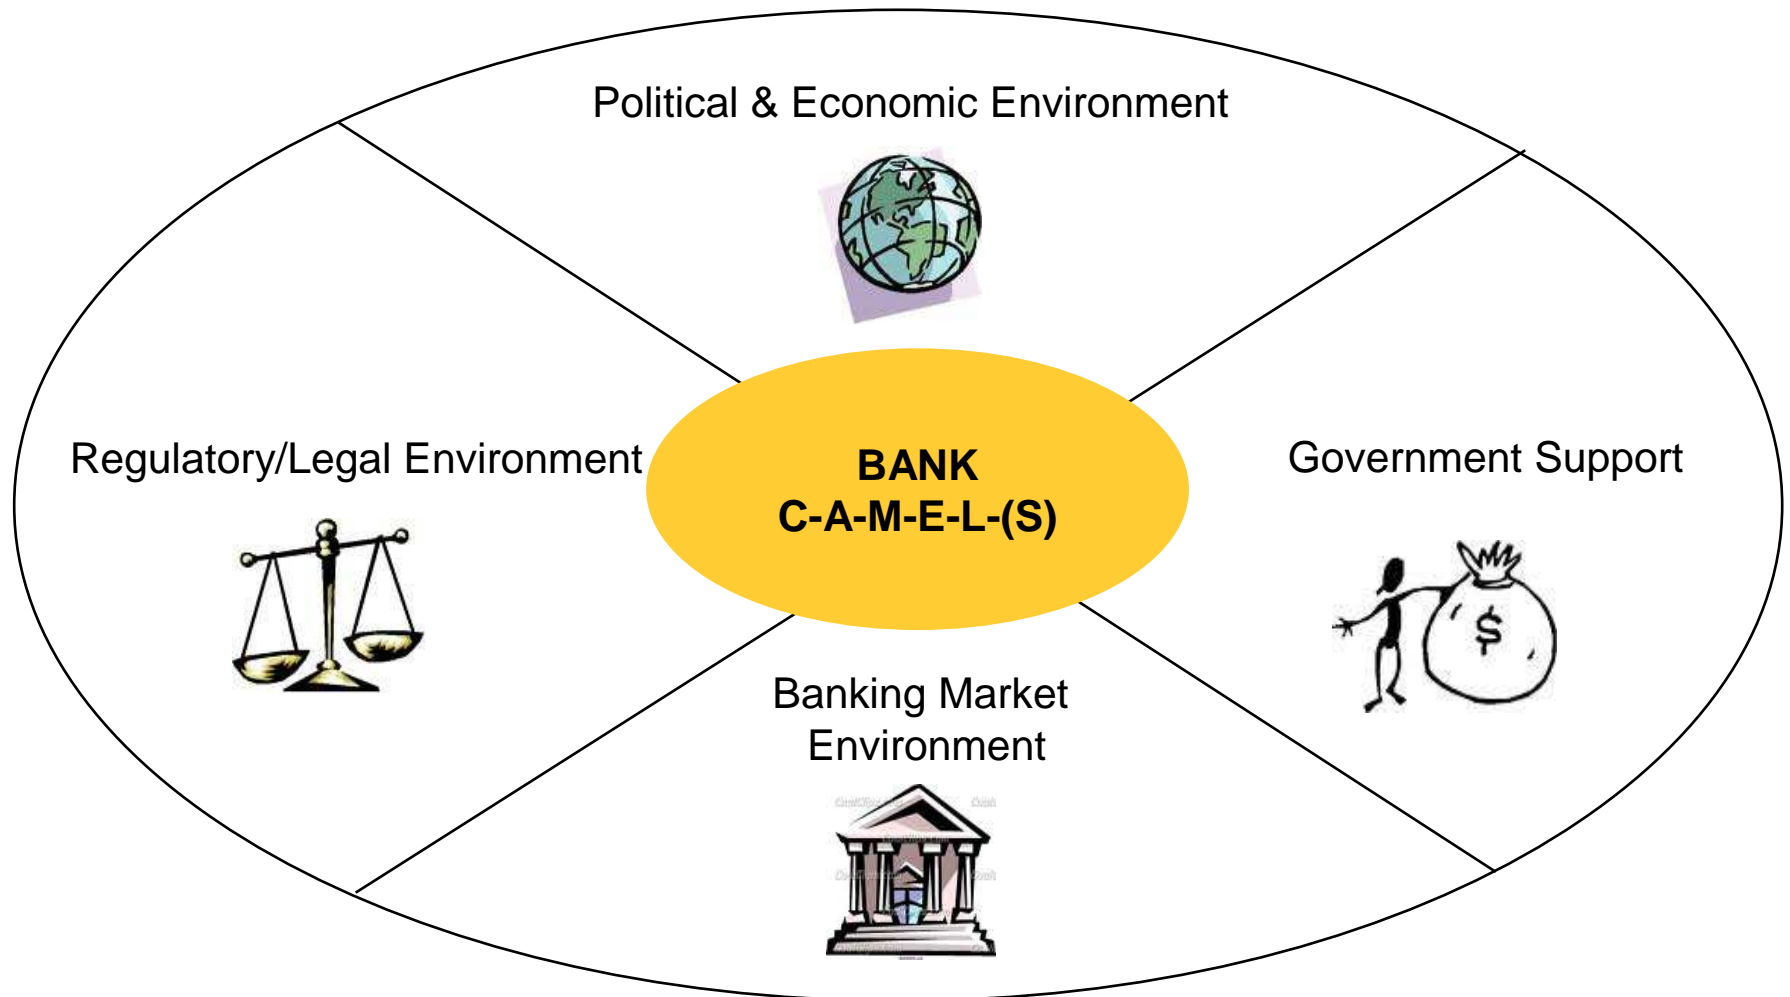 Political & Economic Environment
Regulatory/Legal Environment
BANK
C-A-M-E-L-(S)
Government Support
$
Banking Market
Environment